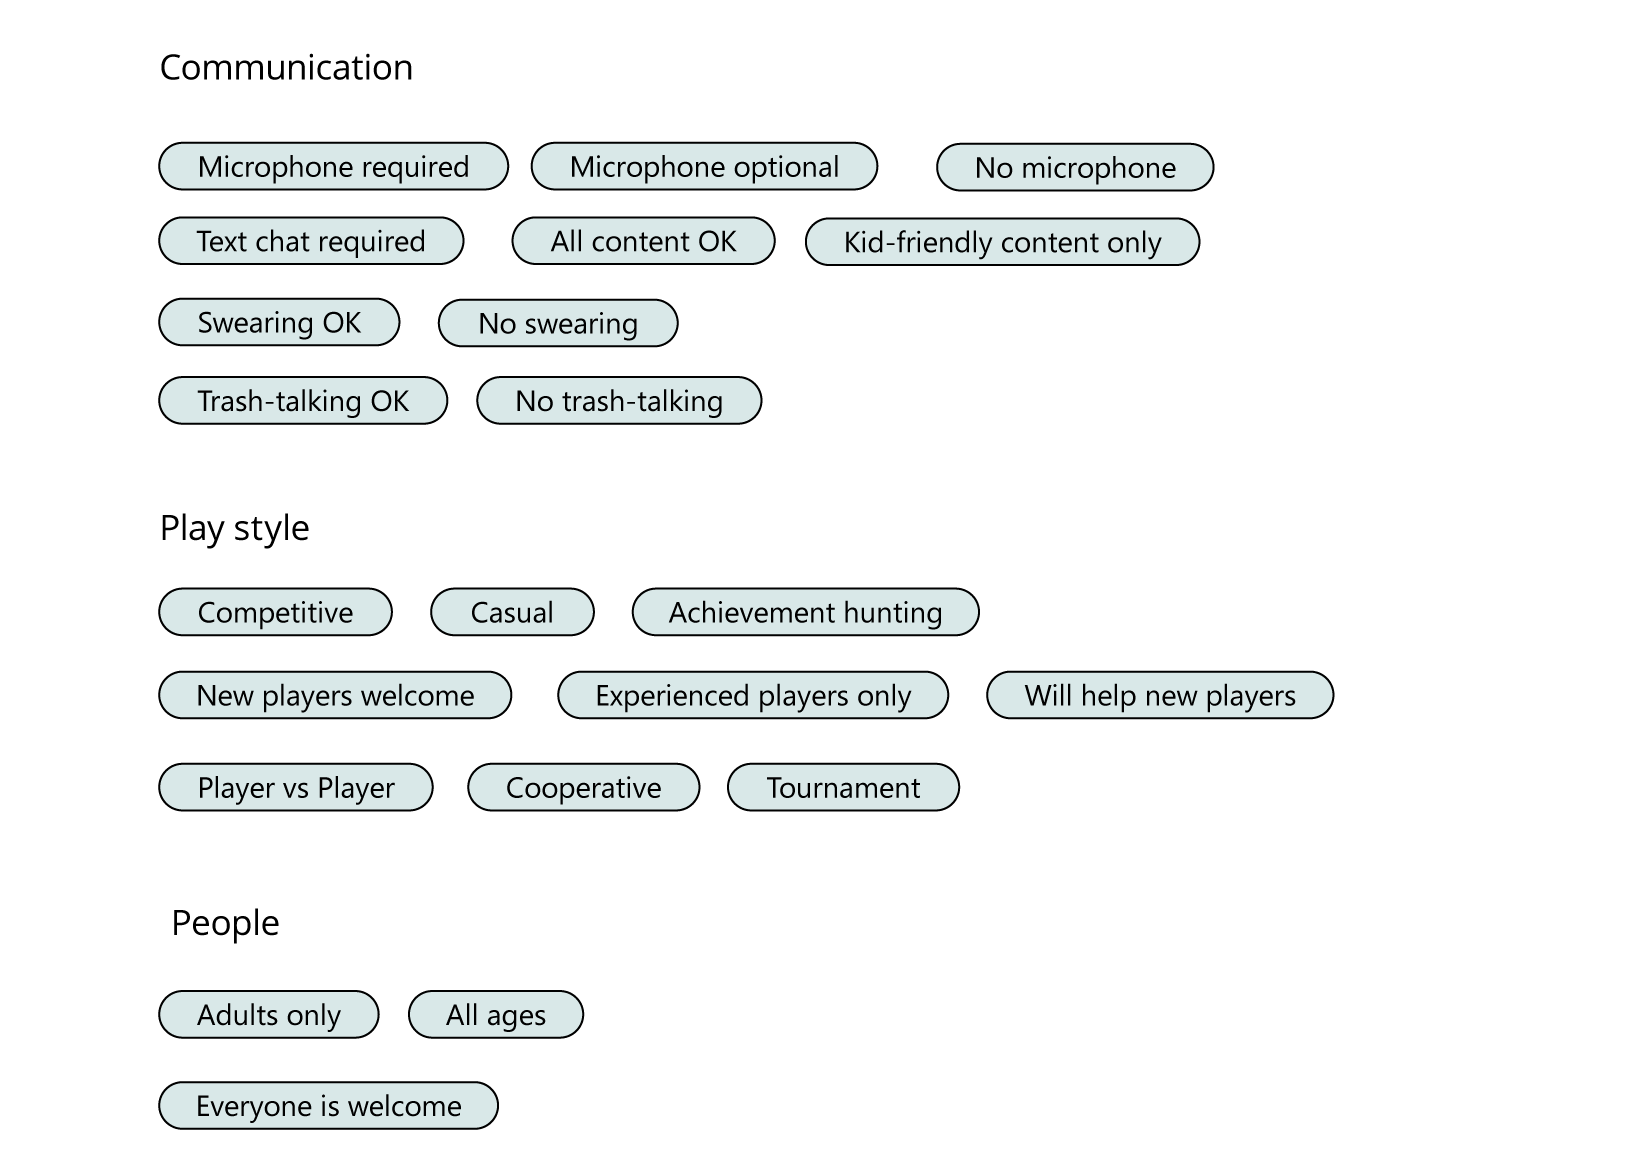 Communication
Microphone required Microphone optional No microphone
Text chat required All content OK Kid-friendly content only
Swearing OK No swearing
Trash-talking OK No trash-talking
Play style
Competitive Casual Achievement hunting
New players welcome Experienced players only Will help new players
Player vs Player Cooperative Tournament
People
Adults only All ages
Everyone is welcome